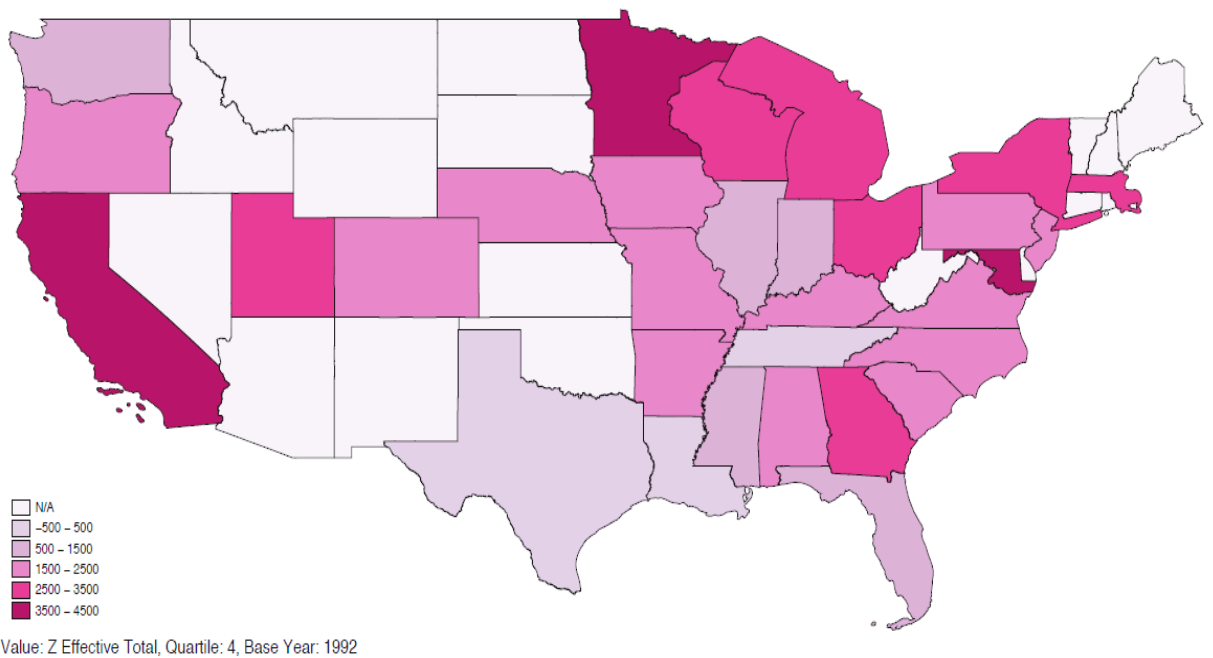 N/A
−500 − 500
500 − 1500
1500 − 2500
2500 − 3500
3500 − 4500
Value: Z Effective Total, Quartile: 4, Base Year: 1992